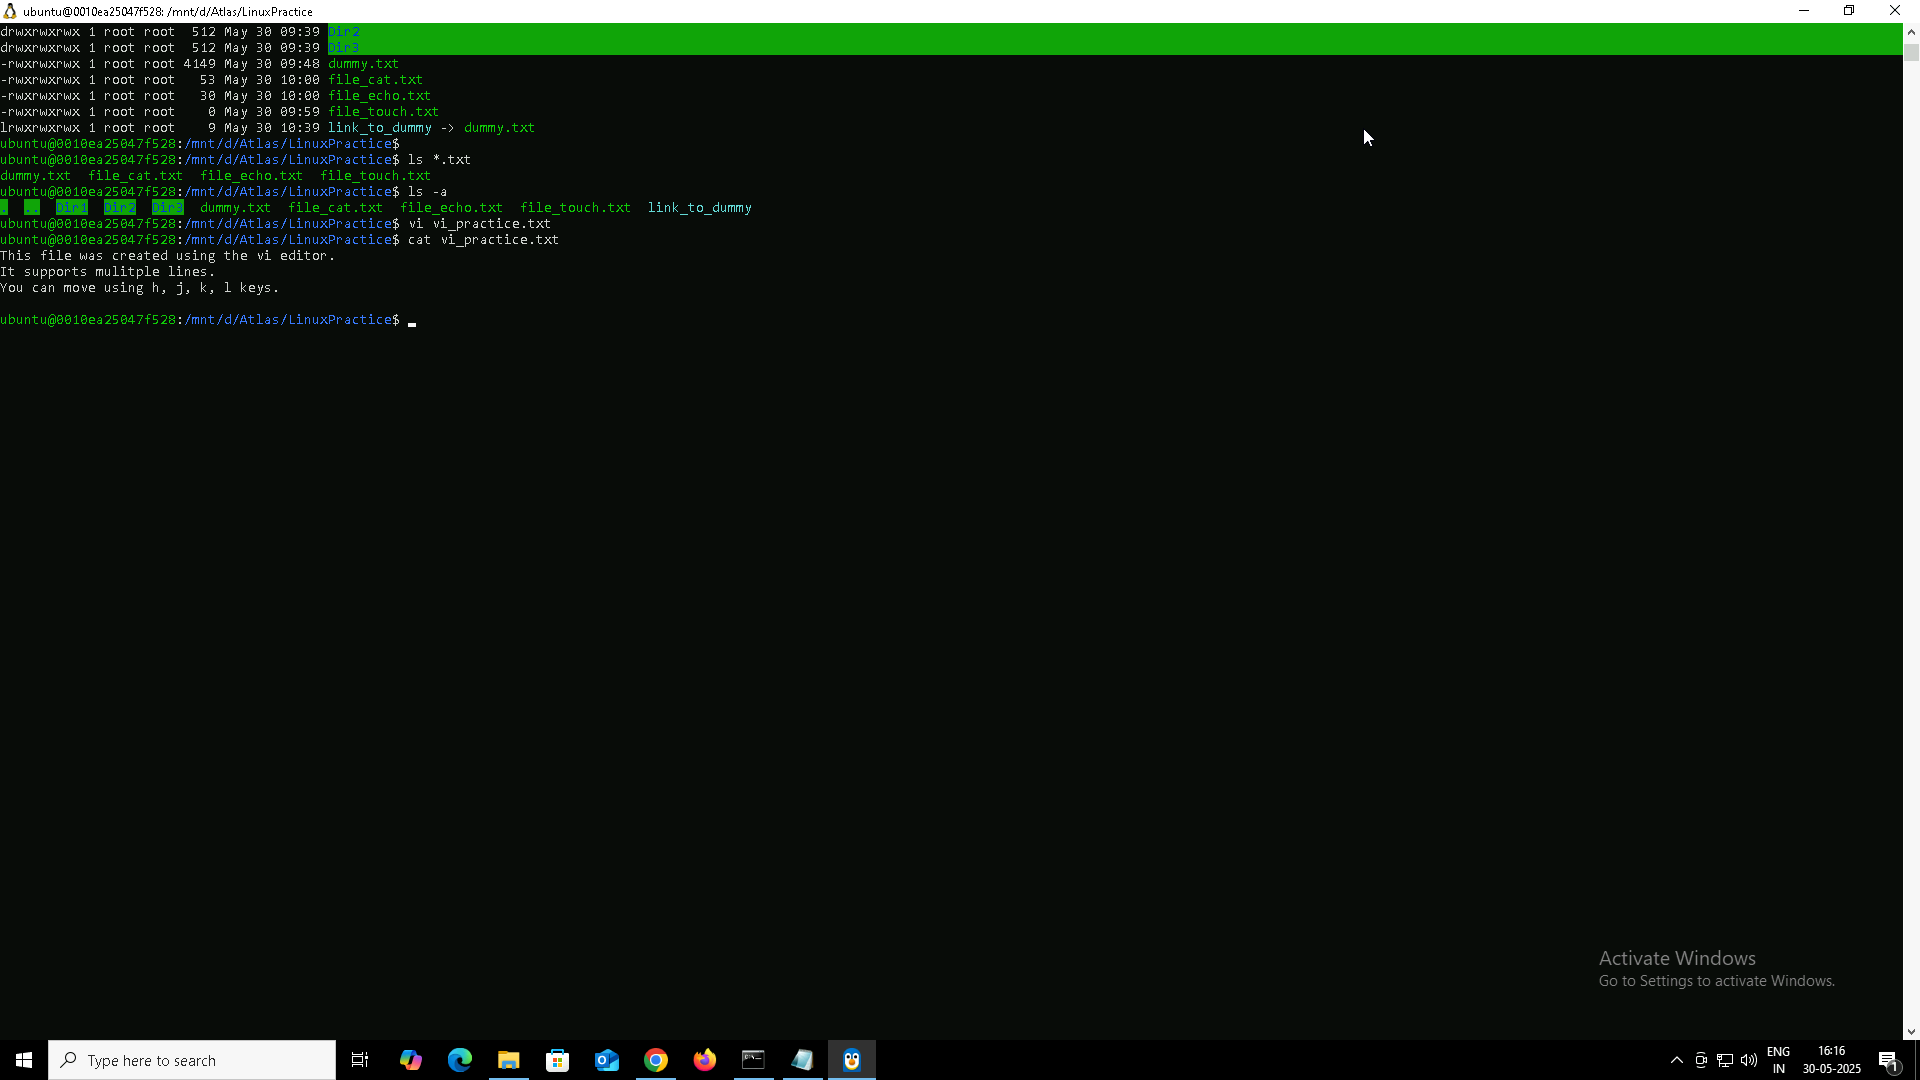 ubuntu@0010ea25047f528: /mnt/d/Atlas/LinuxPractice
drwxrwxrwx 1 root root  512 May 30 09:39 Dir2
drwxrwxrwx 1 root root  512 May 30 09:39 Dir3
-rwxrwxrwx 1 root root 4149 May 30 09:48 dummy.txt
-rwxrwxrwx 1 root root   53 May 30 10:00 file_cat.txt
-rwxrwxrwx 1 root root   30 May 30 10:00 file_echo.txt
-rwxrwxrwx 1 root root    0 May 30 09:59 file_touch.txt
lrwxrwxrwx 1 root root    9 May 30 10:39 link_to_dummy -> dummy.txt
ubuntu@0010ea25047f528:/mnt/d/Atlas/LinuxPractice$
ubuntu@0010ea25047f528:/mnt/d/Atlas/LinuxPractice$ ls *.txt
dummy.txt  file_cat.txt  file_echo.txt  file_touch.txt
ubuntu@0010ea25047f528:/mnt/d/Atlas/LinuxPractice$ ls -a
.  ..  Dir1  Dir2  Dir3  dummy.txt  file_cat.txt  file_echo.txt  file_touch.txt  link_to_dummy
ubuntu@0010ea25047f528:/mnt/d/Atlas/LinuxPractice$ vi vi_practice.txt
ubuntu@0010ea25047f528:/mnt/d/Atlas/LinuxPractice$ cat vi_practice.txt
This file was created using the vi editor.
It supports mulitple lines.
You can move using h, j, k, l keys.
ubuntu@0010ea25047f528:/mnt/d/Atlas/LinuxPractice$
Activate Windows
Go to Settings to activate Windows.
Type here to search
ENG
IN
16:16
30-05-2025
1